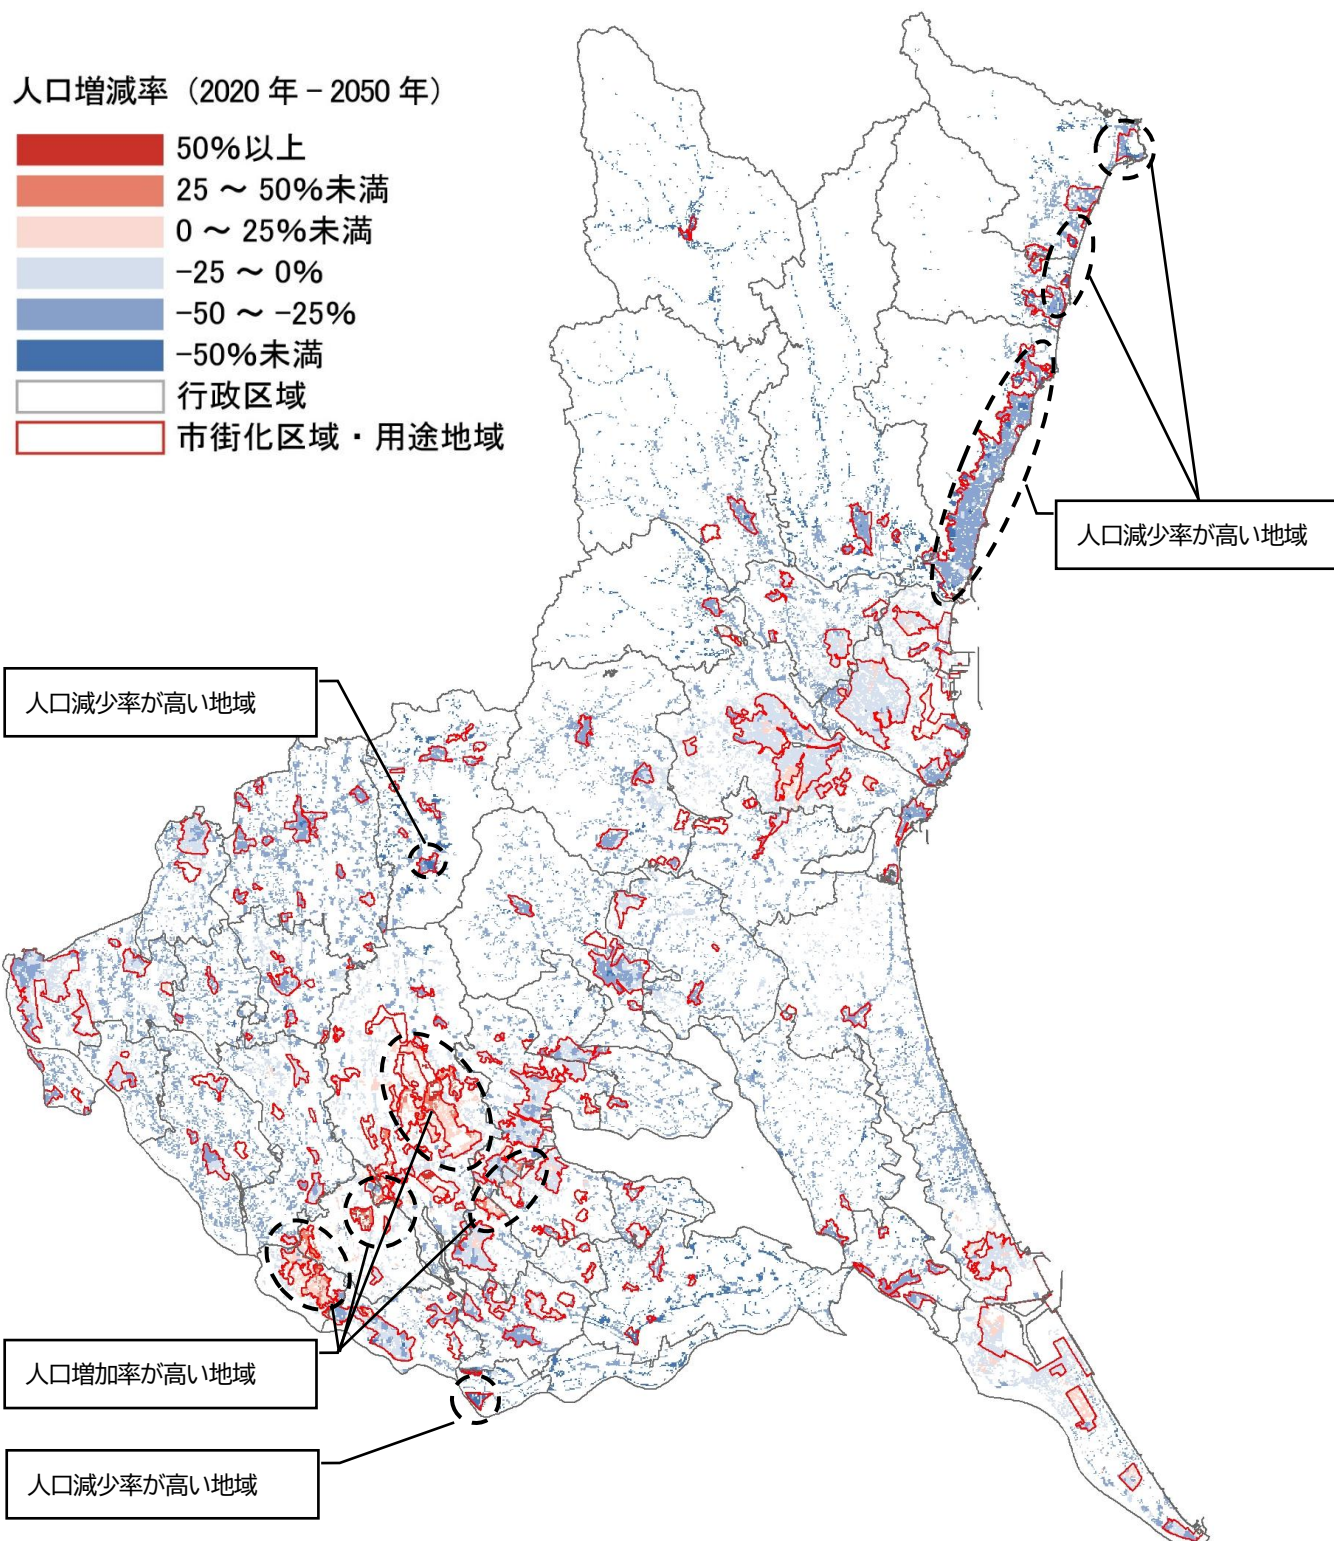 人口増減率（2020 年 − 2050 年）
50%以上
25 ～ 50%未満
0 ～ 25%未満
−25 ～ 0%
−50 ～ −25%
−50%未満
行政区域
市街化区域・用途地域
人口減少率が高い地域
人口減少率が高い地域
人口増加率が高い地域
人口減少率が高い地域